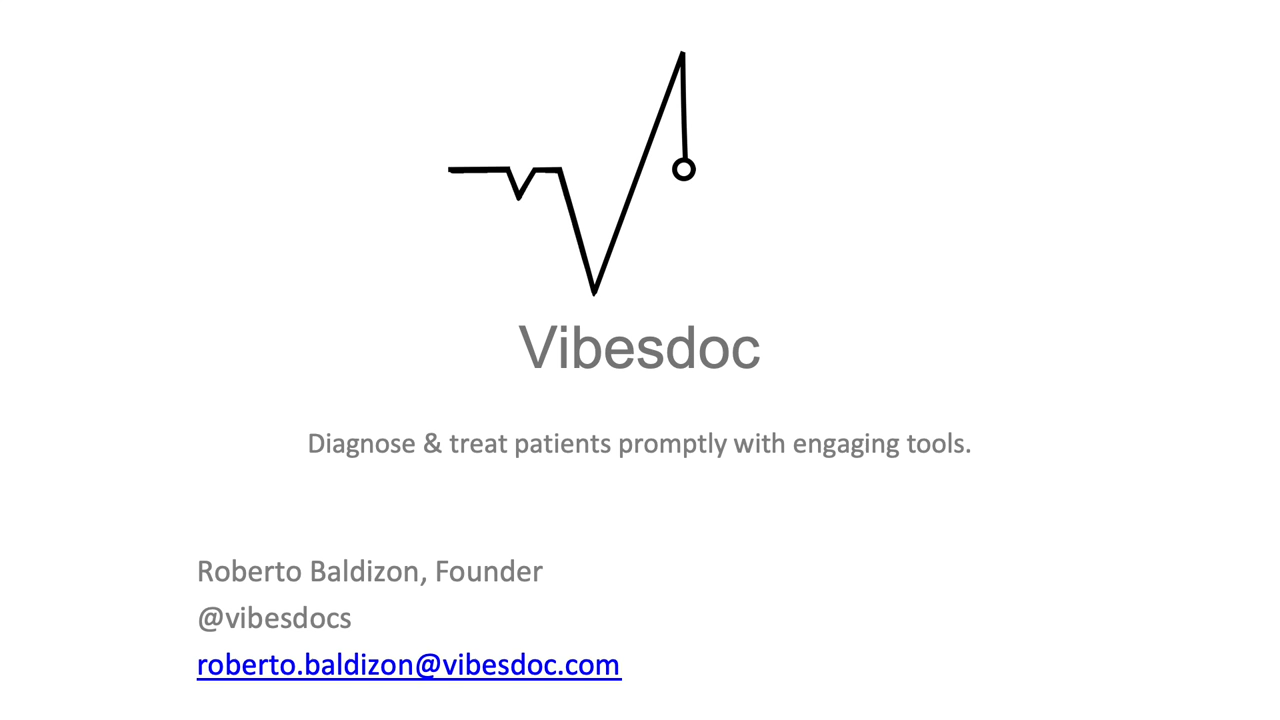 Vibesdoc
Diagnose & treat patients promptly with engaging tools.
Roberto Baldizon, Founder
@vibesdocs
roberto.baldizon@vibesdoc.com